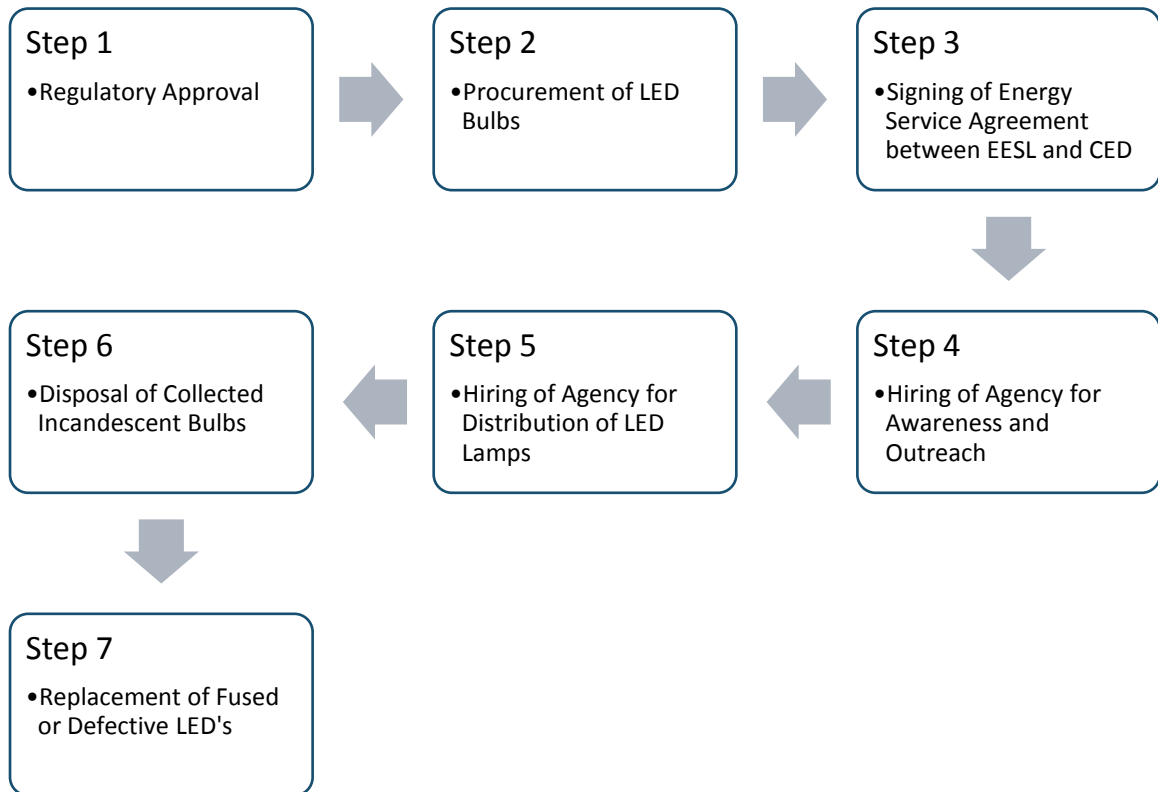 Step 1
•Regulatory Approval
Step 2
•Procurement of LED
Bulbs
Step 3
•Signing of Energy
Service Agreement
between EESL and CED
Step 4
•Hiring of Agency for
Awareness and
Outreach
Step 5
•Hiring of Agency for
Distribution of LED
Lamps
Step 6
•Disposal of Collected
Incandescent Bulbs
Step 7
•Replacement of Fused
or Defective LED's